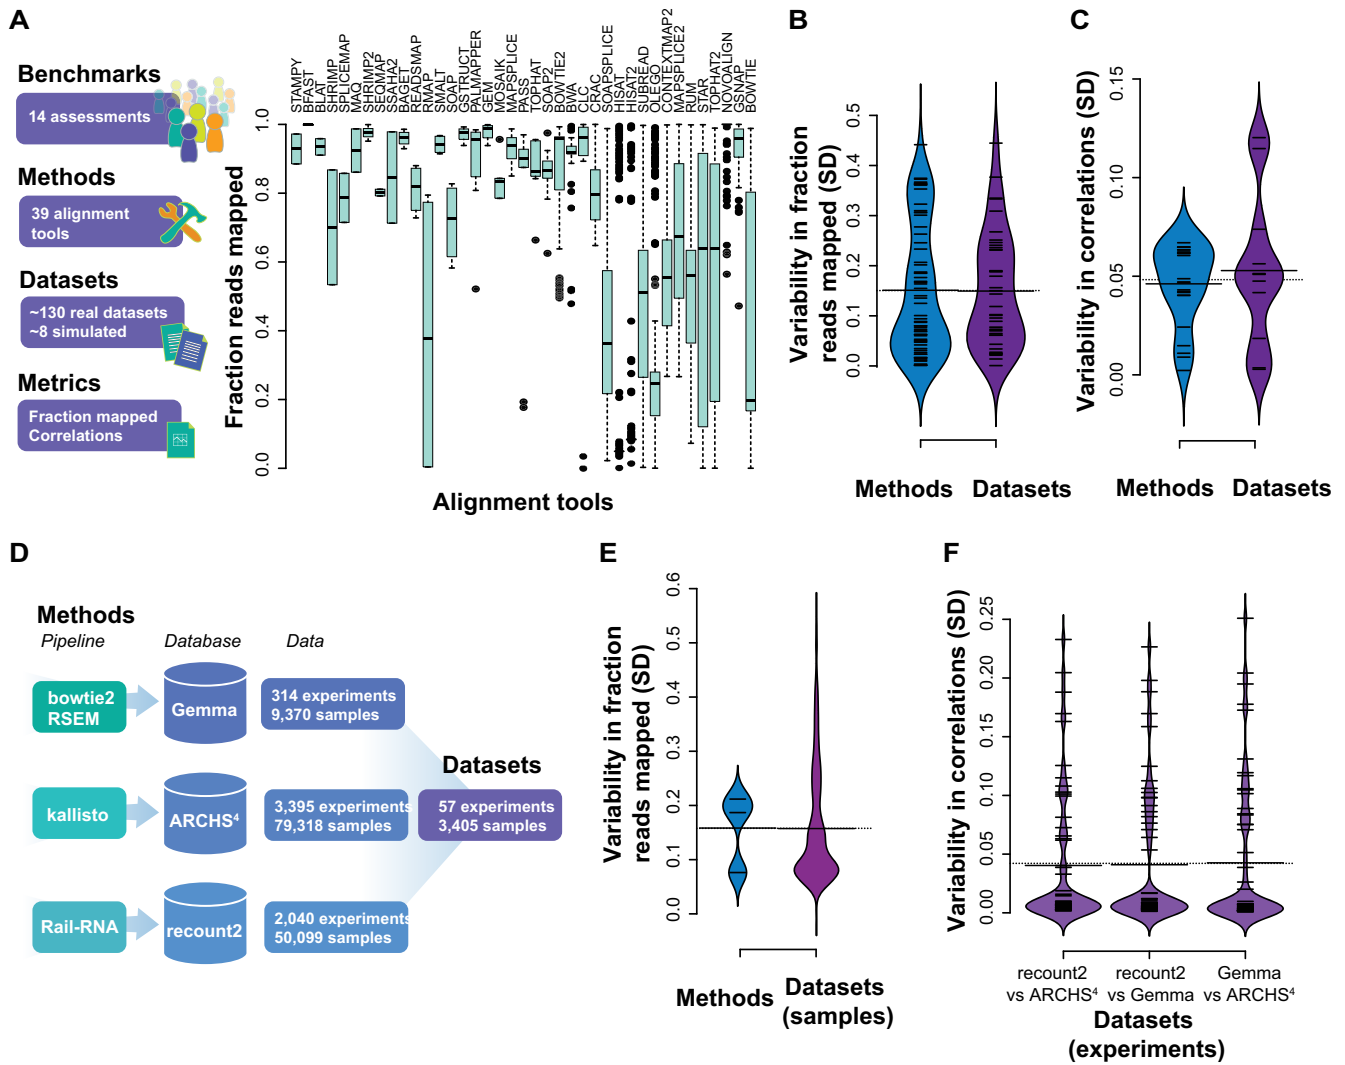 A
Benchmarks
14 assessments
Methods
39 alignment
tools
Datasets
~130 real datasets
~8 simulated
Metrics
Fraction mapped
Correlations
Fraction reads mapped
1.0
0.8
0.6
0.4
0.2
0.0
STAMPY
BFAST
BLAT
SHRIMP
SPLICEMAP
MAQ
SHRIMP2
SOCMAP
SSAHA2
BAGET
READSMAP
RMAP
SMALT
SOAP
GSTRUCT
PALMAPPER
GEM
MOSAIK
MAPSPLICE
PASS
TOPHAT
SOAP2
BOWTIE2
BWA
CLC
CRAC
SOAPSPLICE
HISAT
HISAT2
SUBREAD
OLEGO
CONTEXTMAP2
MAPSPLICE2
RUM
STAR
TOPHAT2
NOVOALIGN
GSNAP
BOWTIE
Alignment tools
B
Variability in fraction
reads mapped (SD)
0.5
0.4
0.3
0.2
0.1
0.0
Methods
Datasets
C
Variability in correlations (SD)
0.15
0.10
0.05
0.00
Methods
Datasets
D
Methods
Pipeline
Database
Data
bowtie2
RSEM
Gemma
314 experiments
9,370 samples
kallisto
ARCHS⁴
3,395 experiments
79,318 samples
Datasets
57 experiments
3,405 samples
Rail-RNA
recount2
2,040 experiments
50,099 samples
E
Variability in fraction
reads mapped (SD)
0.6
0.5
0.4
0.3
0.2
0.1
0.0
Methods
Datasets
(samples)
F
Variability in correlations (SD)
0.25
0.20
0.15
0.10
0.05
0.00
recount2
vs ARCHS⁴
recount2
vs Gemma
Gemma
vs ARCHS⁴
Datasets
(experiments)